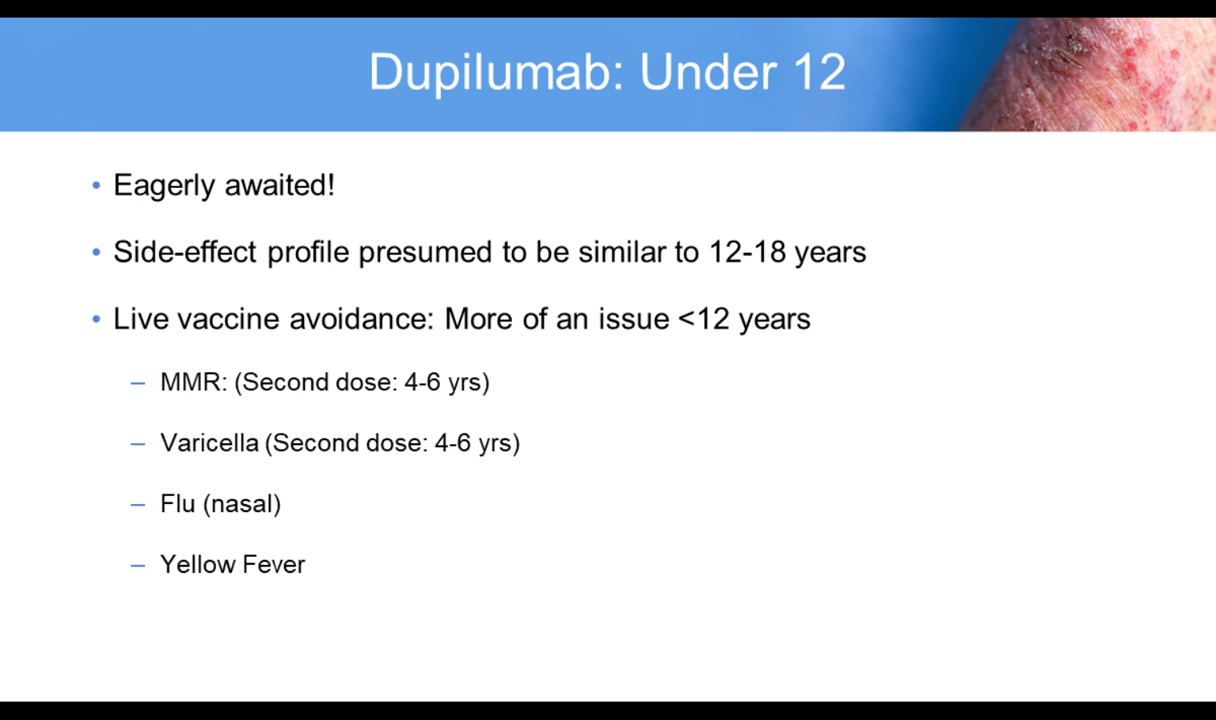 Dupilumab: Under 12
• Eagerly awaited!
• Side-effect profile presumed to be similar to 12-18 years
• Live vaccine avoidance: More of an issue <12 years
– MMR: (Second dose: 4-6 yrs)
– Varicella (Second dose: 4-6 yrs)
– Flu (nasal)
– Yellow Fever